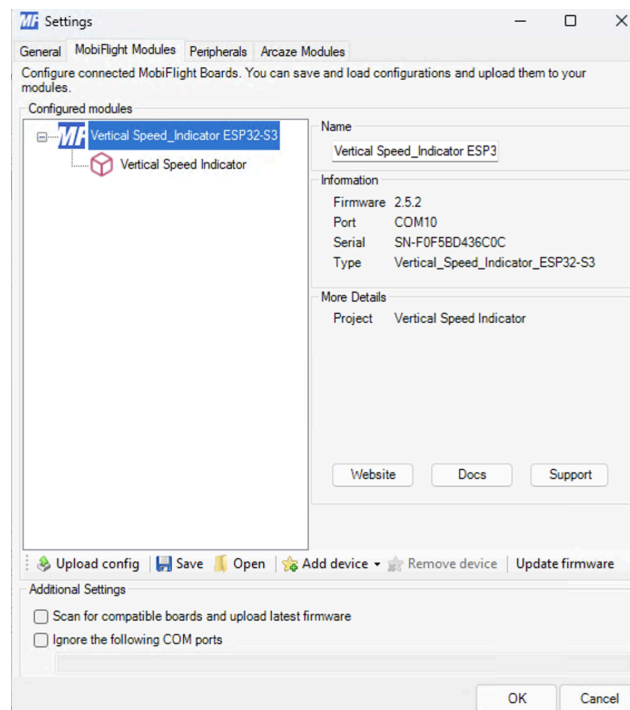 MF Settings
General MobiFlight Modules Peripherals Arcaze Modules
Configure connected MobiFlight Boards. You can save and load configurations and upload them to your
modules.
Configured modules
MF Vertical Speed_Indicator ESP32-S3
Vertical Speed Indicator
Name
Vertical Speed_Indicator ESP3
Information
Firmware 2.5.2
Port COM10
Serial SN-F0F5BD436C0C
Type Vertical_Speed_Indicator_ESP32-S3
More Details
Project Vertical Speed Indicator
Website Docs Support
Upload config Save Open Add device Remove device Update firmware
Additional Settings
Scan for compatible boards and upload latest firmware
Ignore the following COM ports
OK Cancel